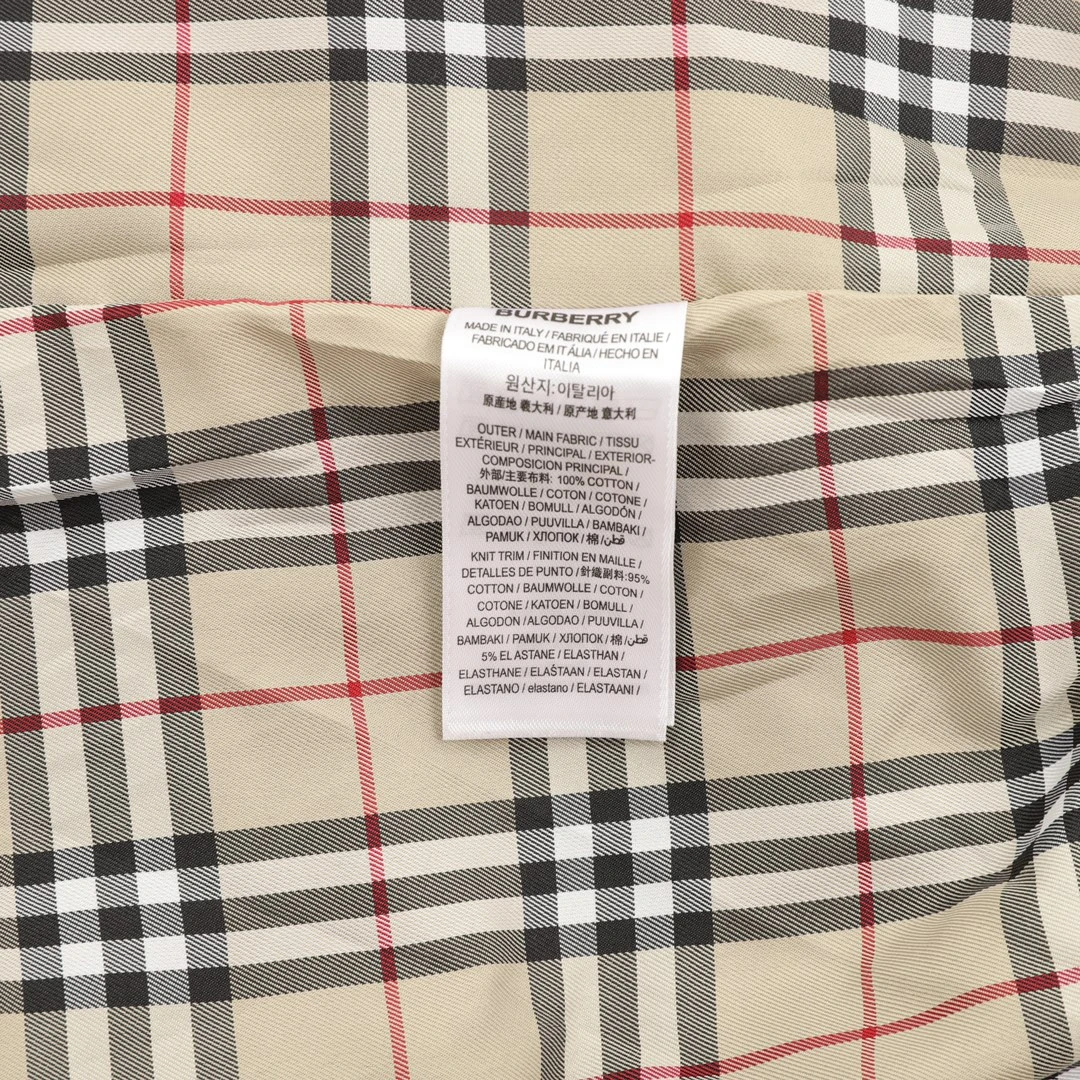 BURBERRY
MADE IN ITALY / FABRIQUÉ EN ITALIE /
FABRICADO EM ITÁLIA / HECHO EN
ITALIA
원산지:이탈리아
原産地 義大利 / 原产地 意大利
OUTER / MAIN FABRIC / TISSU
EXTÉRIEUR / PRINCIPAL / EXTERIOR-
COMPOSICION PRINCIPAL /
外部/主要布料: 100% COTTON /
BAUMWOLLE / COTON / COTONE /
KATOEN / BOMULL / ALGODÓN /
ALGODAO / PUUVILLA / BAMBAKI /
PAMUK / ХЛОПОК / 棉 / قطن
KNIT TRIM / FINITION EN MAILLE /
DETALLES DE PUNTO / 針織副料:95%
COTTON / BAUMWOLLE / COTON /
COTONE / KATOEN / BOMULL /
ALGODON / ALGODAO / PUUVILLA /
BAMBAKI / PAMUK / ХЛОПОК / 棉 / قطن
5% ELASTANE / ELASTHAN /
ELASTHANE / ELAŚTAAN / ELASTAN /
ELASTANO / elastano / ELASTAANI /